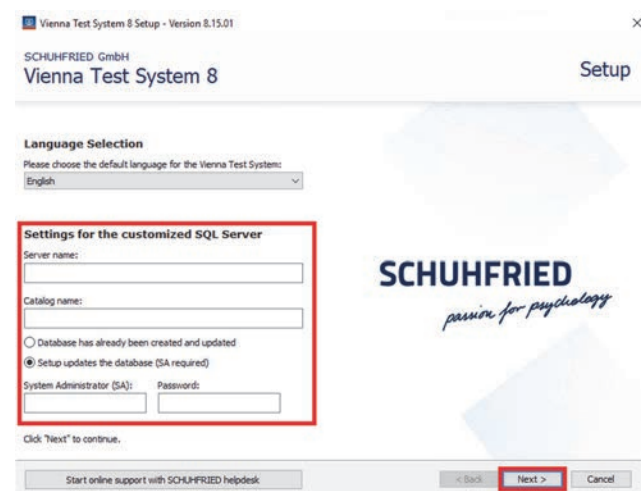 Vienna Test System 8 Setup - Version 8.15.01
SCHUHFRIED GmbH
Vienna Test System 8
Setup
Language Selection
Please choose the default language for the Vienna Test System:
English
Settings for the customized SQL Server
Server name:
Catalog name:
Database has already been created and updated
Setup updates the database (SA required)
System Administrator (SA): Password:
Click "Next" to continue.
SCHUHFRIED
passion for psychology
Start online support with SCHUHFRIED helpdesk
< Back Next > Cancel